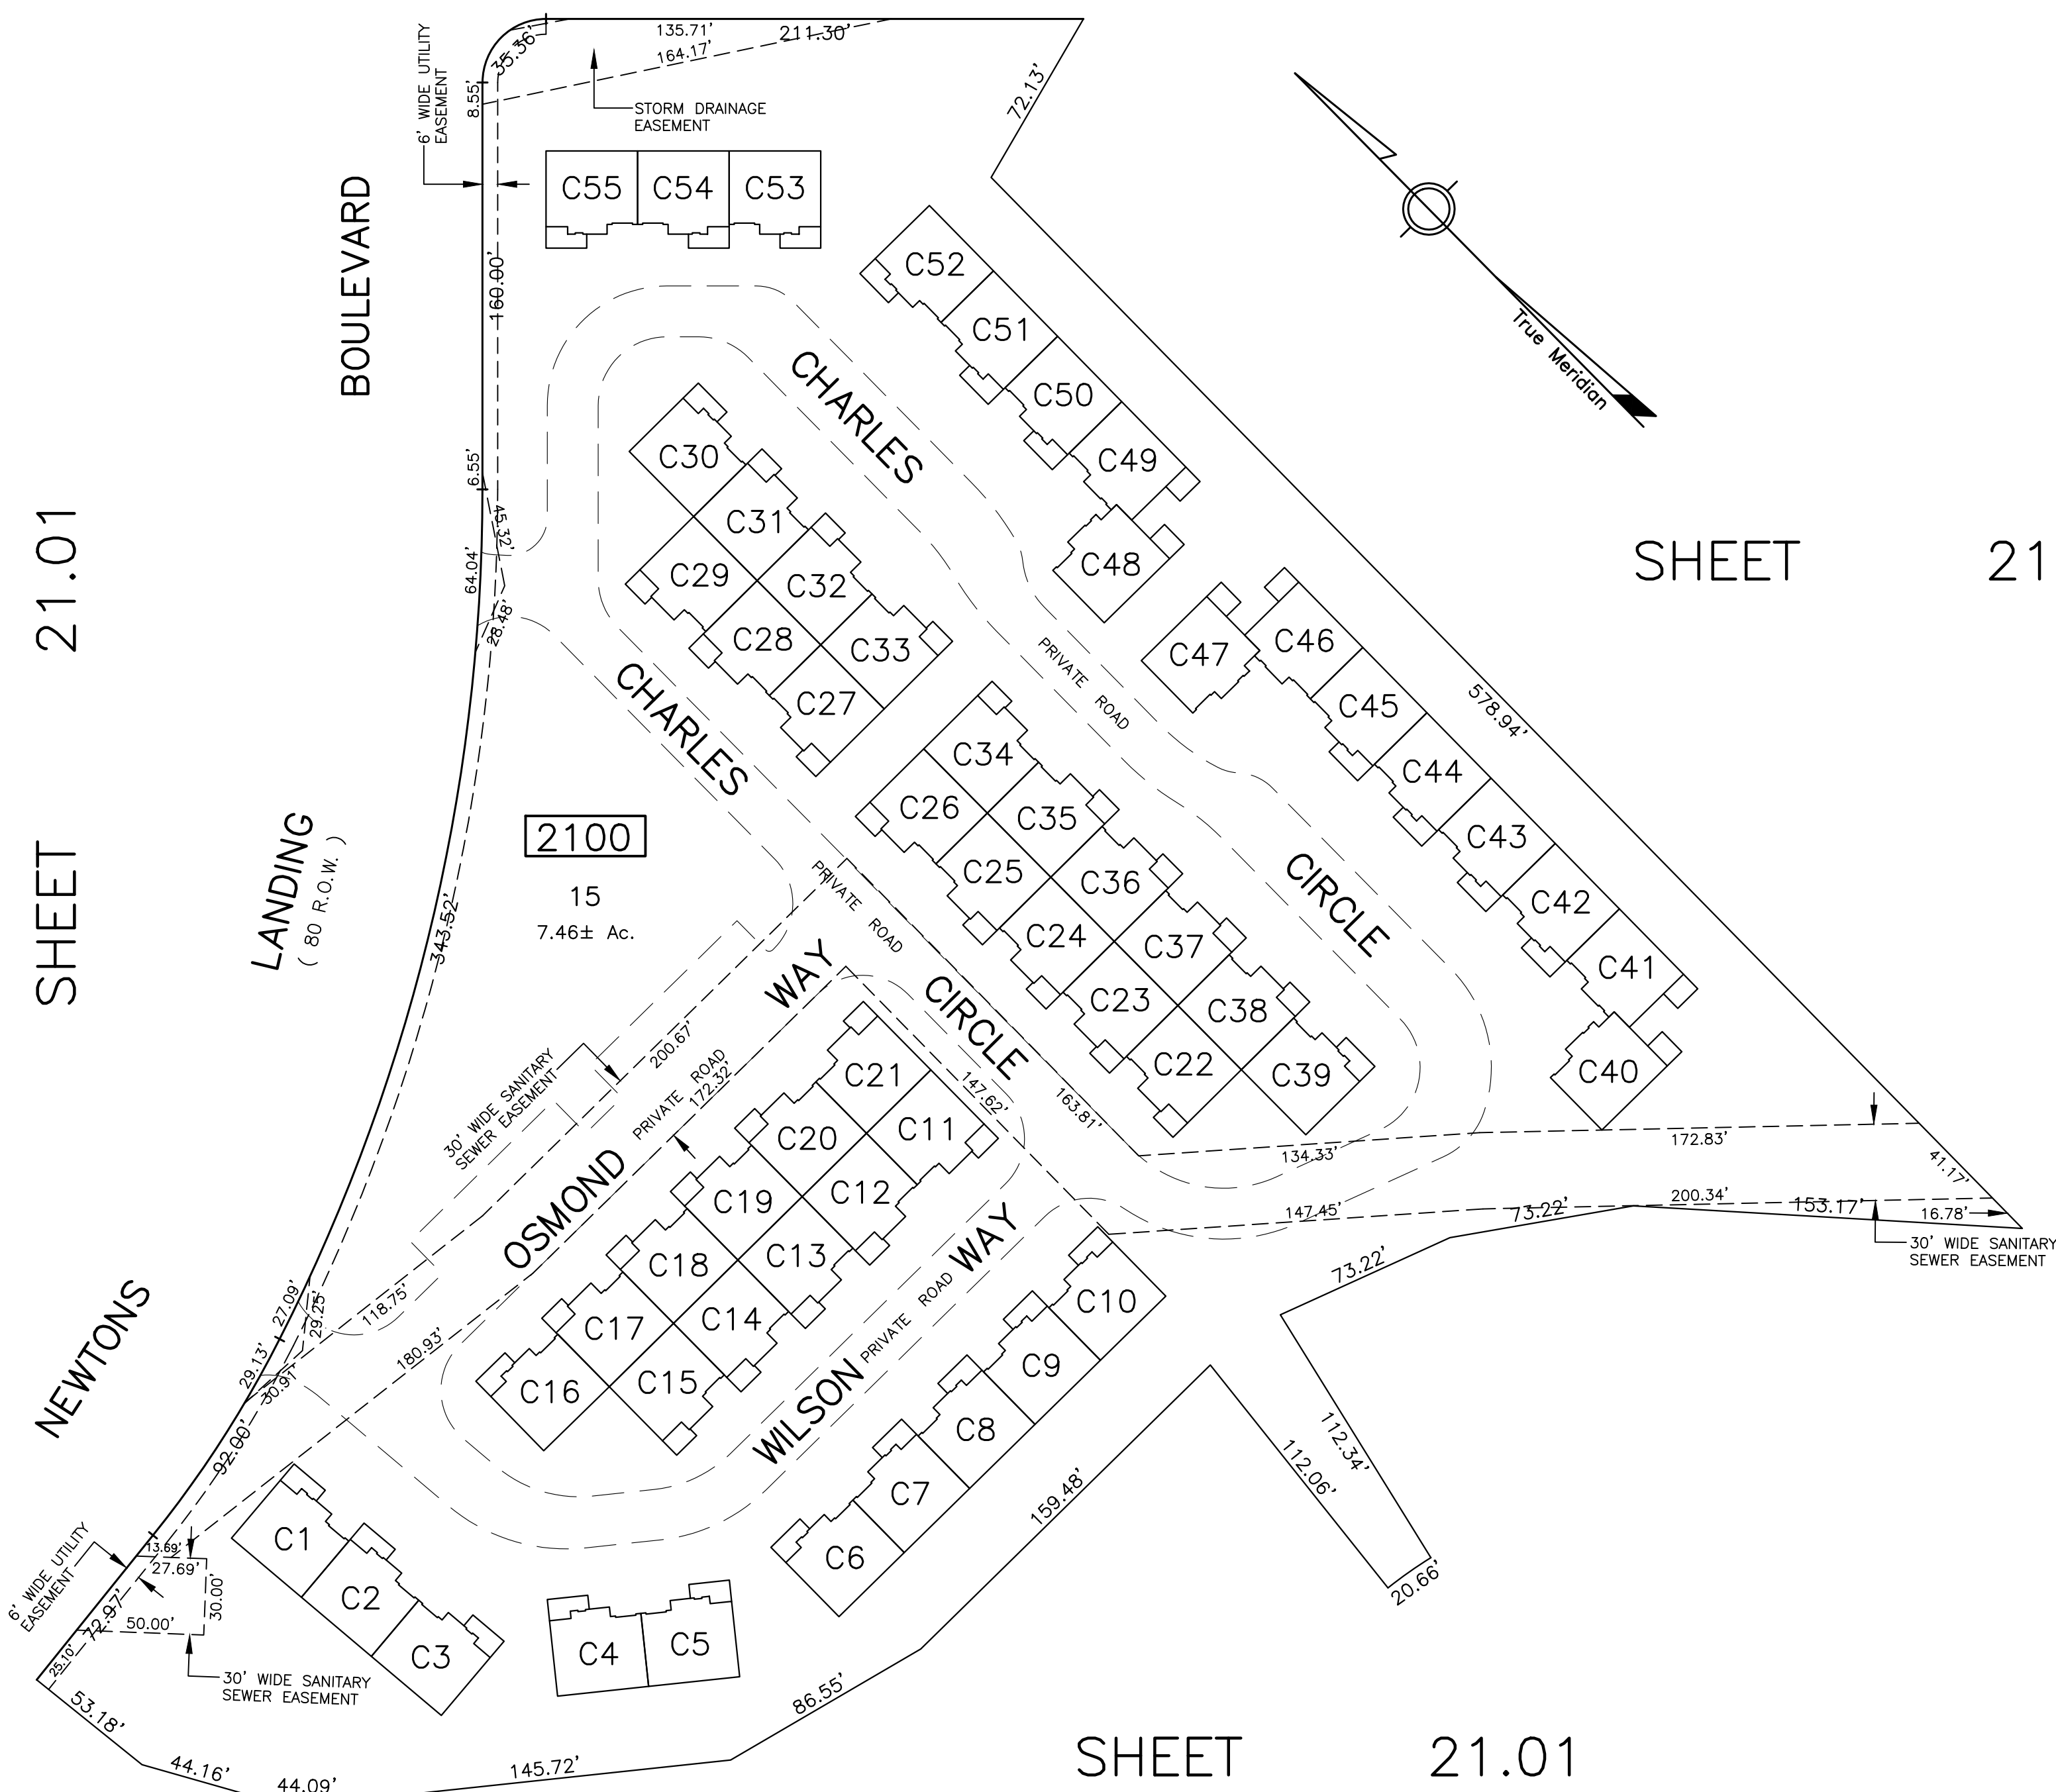 135.71'
211.30'
164.17'
35.36'
8.55'
6' WIDE UTILITY
EASEMENT
STORM DRAINAGE
EASEMENT
72.13'
C55
C54
C53
BOULEVARD
160.00'
C52
C51
C50
C49
C48
True Meridian
CHARLES
C30
C31
C32
C33
C29
C28
C27
6.55'
45.32'
64.04'
28.48'
SHEET 21.01
SHEET 21
CHARLES
PRIVATE ROAD
C47
C46
C45
C44
C43
C42
C41
C40
578.94'
C34
C35
C36
C37
C38
C39
C26
C25
C24
C23
C22
CIRCLE
2100
15
7.46± Ac.
LANDING
( 80 R.O.W. )
343.52'
PRIVATE ROAD
CIRCLE
WAY
PRIVATE ROAD
OSMOND
200.67'
172.32'
30' WIDE SANITARY
SEWER EASEMENT
147.62'
163.81'
134.33'
172.83'
41.17'
147.45'
200.34'
73.22'
153.17'
16.78'
30' WIDE SANITARY
SEWER EASEMENT
73.22'
C21
C20
C19
C18
C17
C16
C11
C12
C13
C14
C15
WAY
PRIVATE ROAD
WILSON
C10
C9
C8
C7
C6
NEWTONS
27.09'
29.25'
118.75'
29.13'
30.91'
180.93'
92.00'
112.34'
112.06'
20.66'
159.48'
C1
C2
C3
C4
C5
6' WIDE UTILITY
EASEMENT
13.69'
27.69'
30.00'
50.00'
72.97'
25.10'
30' WIDE SANITARY
SEWER EASEMENT
53.18'
44.16'
44.09'
145.72'
86.55'
SHEET 21.01